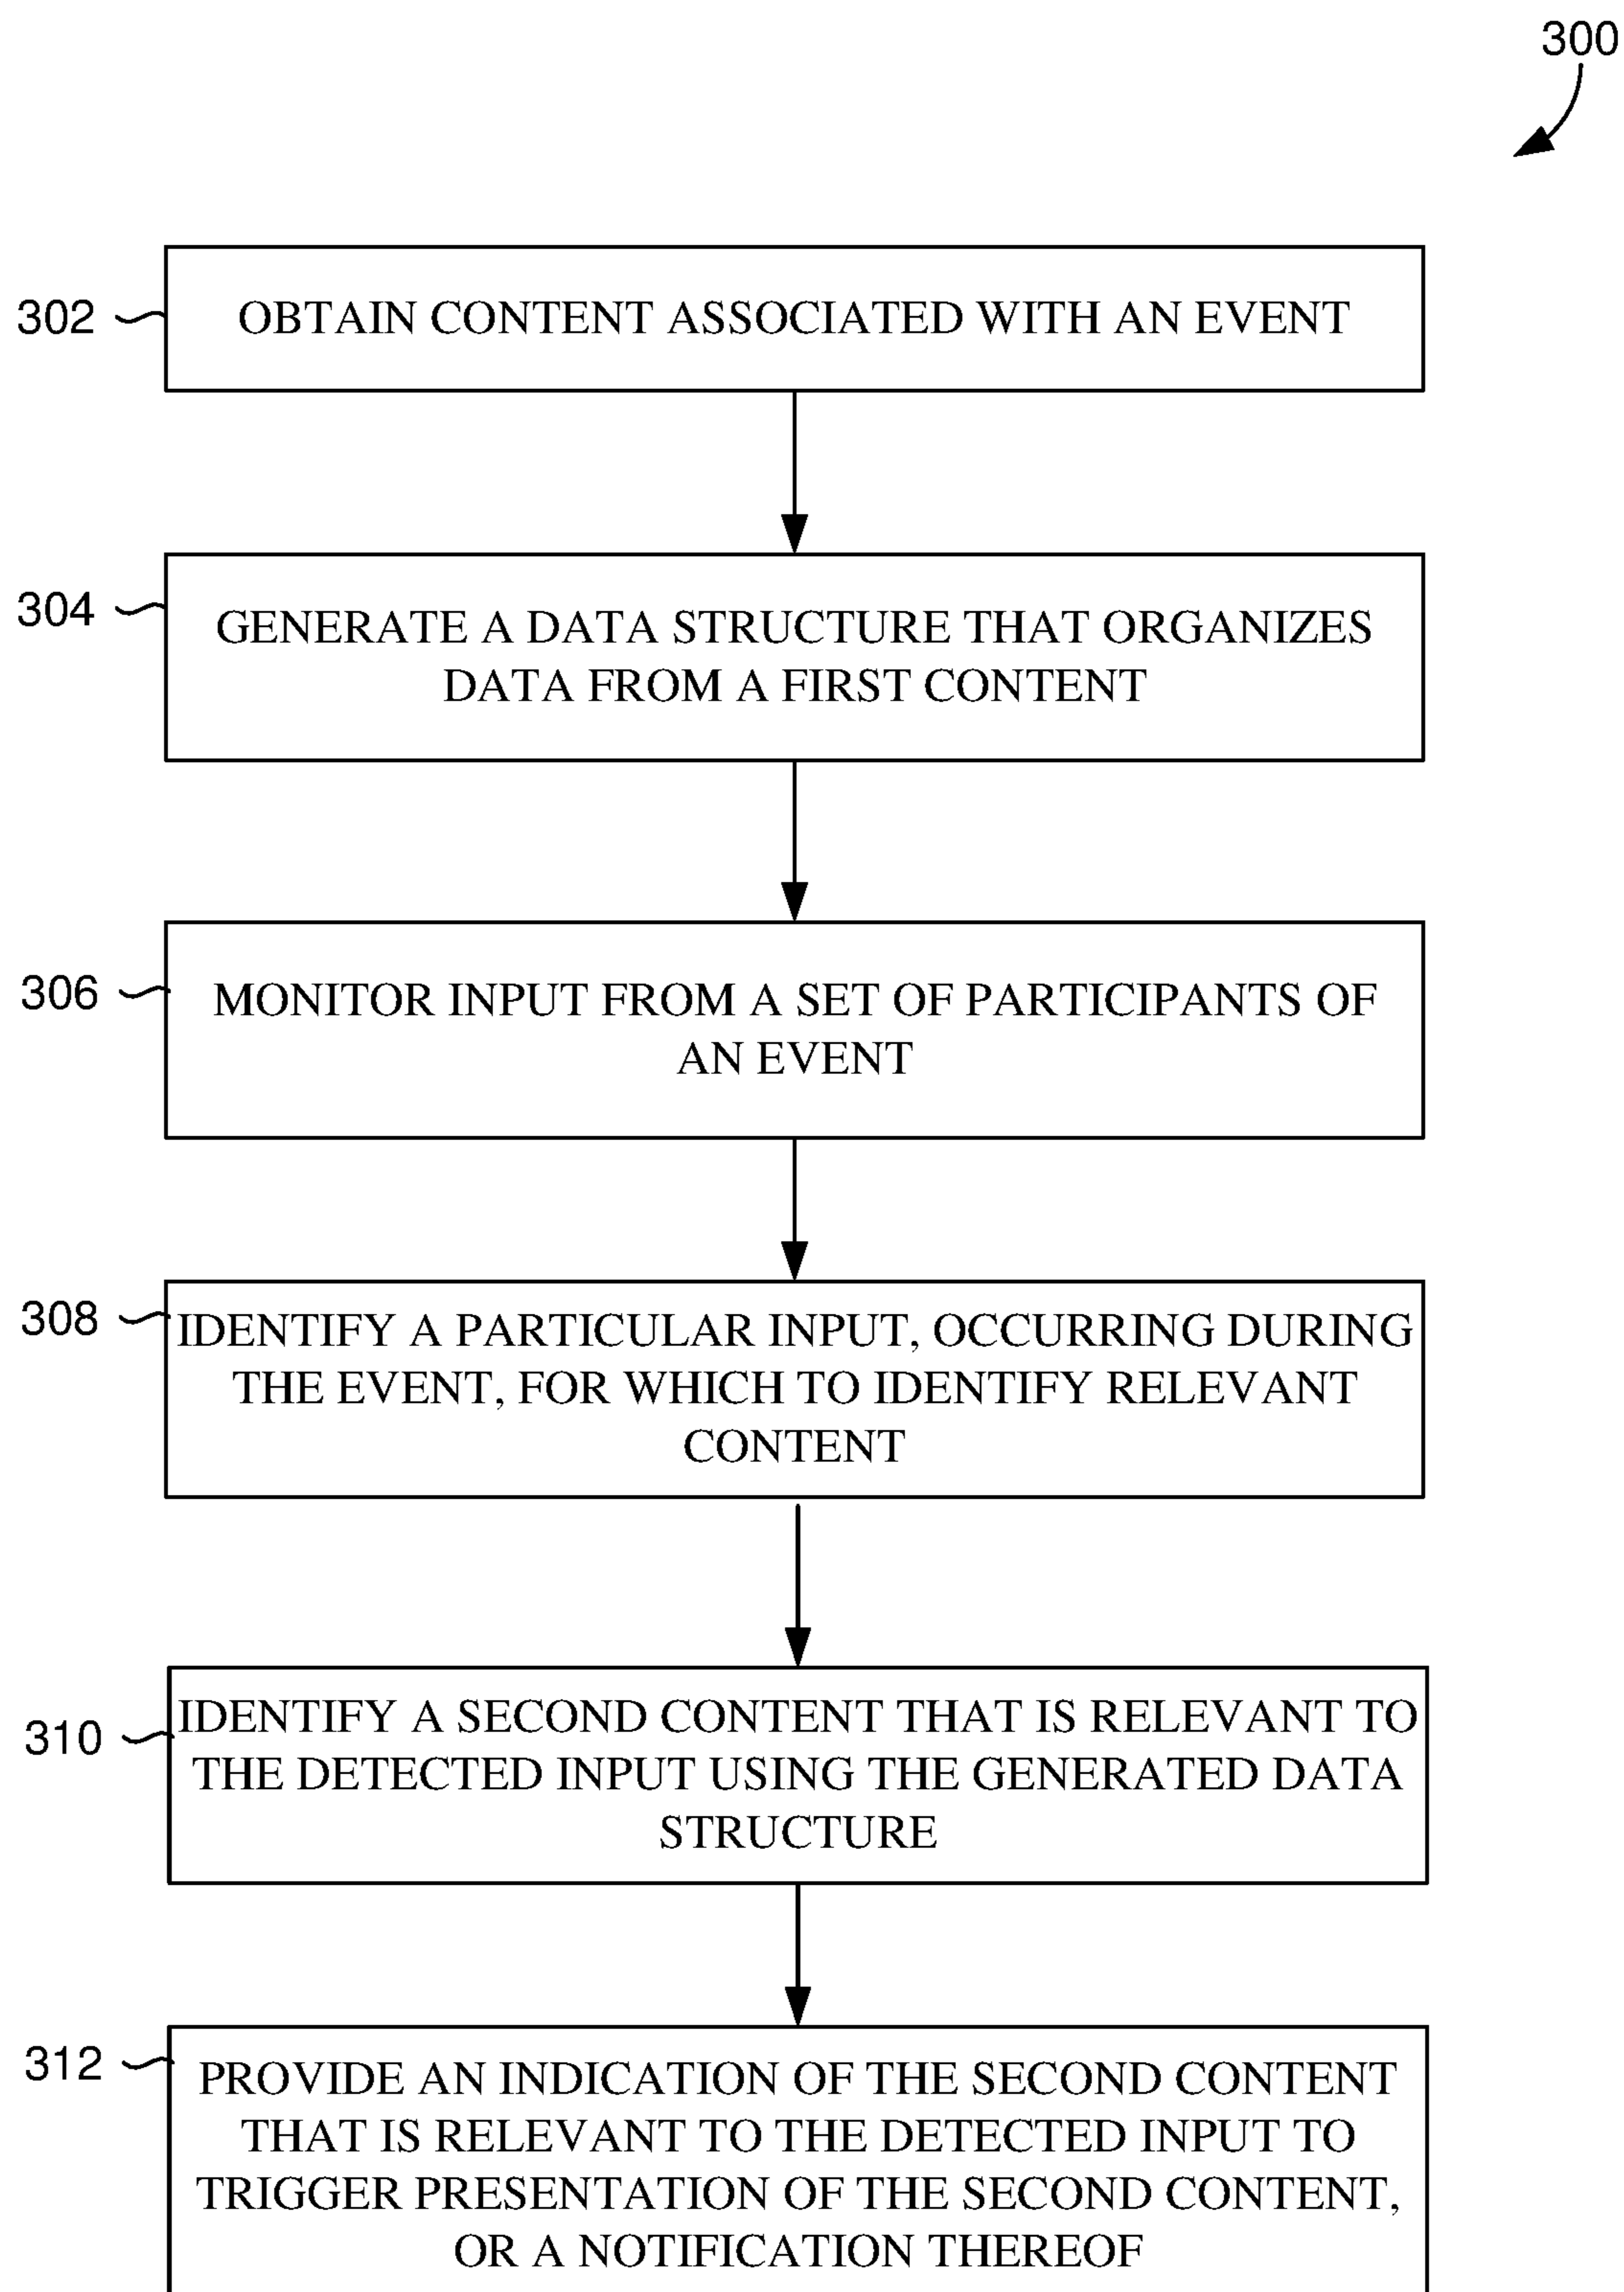 300
302
OBTAIN CONTENT ASSOCIATED WITH AN EVENT
304
GENERATE A DATA STRUCTURE THAT ORGANIZES
DATA FROM A FIRST CONTENT
306
MONITOR INPUT FROM A SET OF PARTICIPANTS OF
AN EVENT
308
IDENTIFY A PARTICULAR INPUT, OCCURRING DURING
THE EVENT, FOR WHICH TO IDENTIFY RELEVANT
CONTENT
310
IDENTIFY A SECOND CONTENT THAT IS RELEVANT TO
THE DETECTED INPUT USING THE GENERATED DATA
STRUCTURE
312
PROVIDE AN INDICATION OF THE SECOND CONTENT
THAT IS RELEVANT TO THE DETECTED INPUT TO
TRIGGER PRESENTATION OF THE SECOND CONTENT,
OR A NOTIFICATION THEREOF